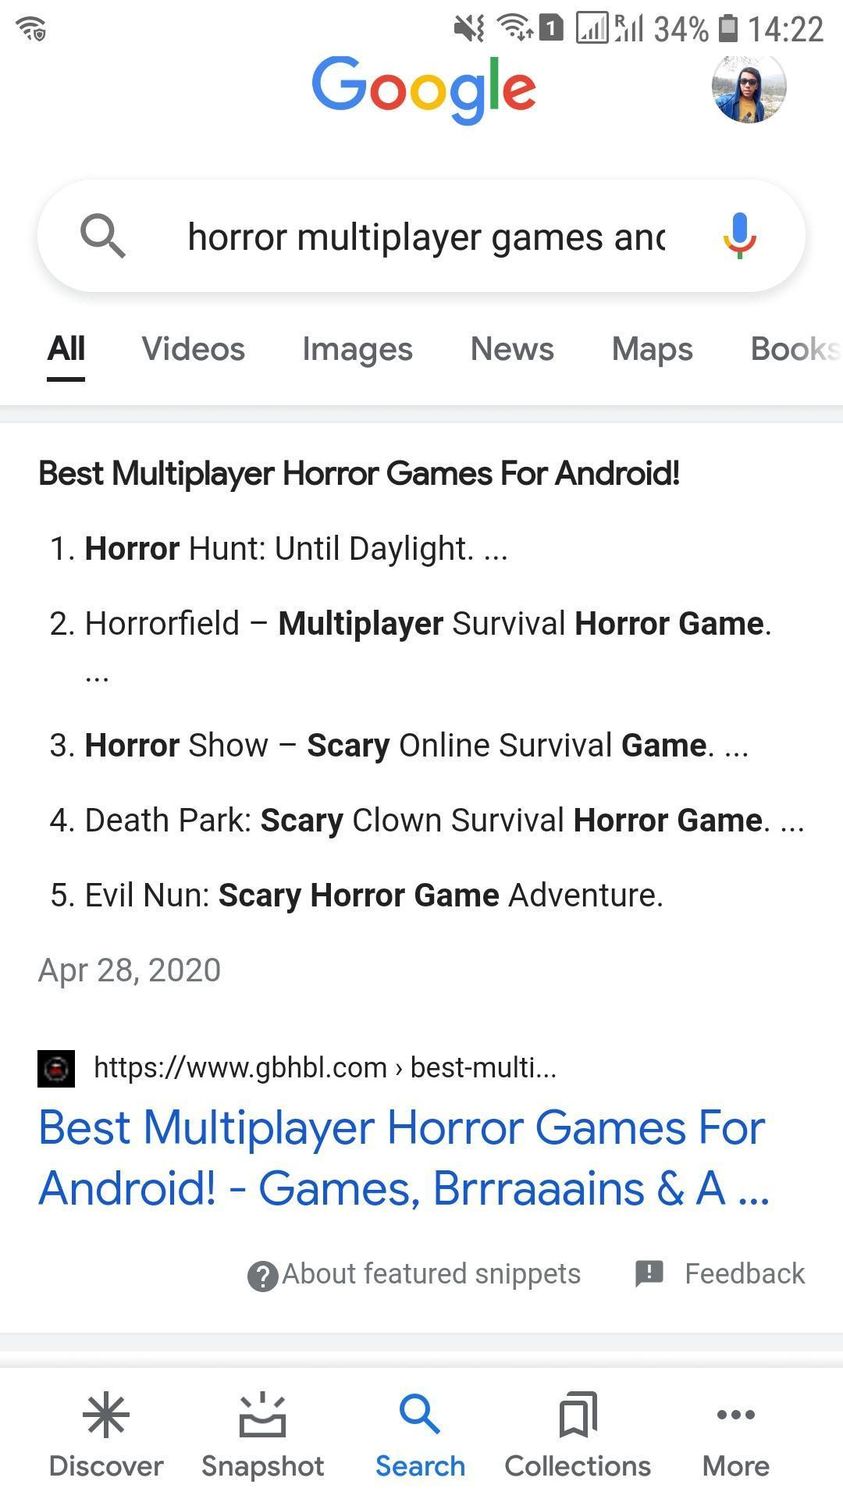 1 R 34% 14:22
Google
horror multiplayer games and
All Videos Images News Maps Books
Best Multiplayer Horror Games For Android!
1. Horror Hunt: Until Daylight. ...
2. Horrorfield – Multiplayer Survival Horror Game.
...
3. Horror Show – Scary Online Survival Game. ...
4. Death Park: Scary Clown Survival Horror Game. ...
5. Evil Nun: Scary Horror Game Adventure.
Apr 28, 2020
https://www.gbhbl.com › best-multi...
Best Multiplayer Horror Games For
Android! - Games, Brrraaains & A ...
About featured snippets Feedback
Discover Snapshot Search Collections More